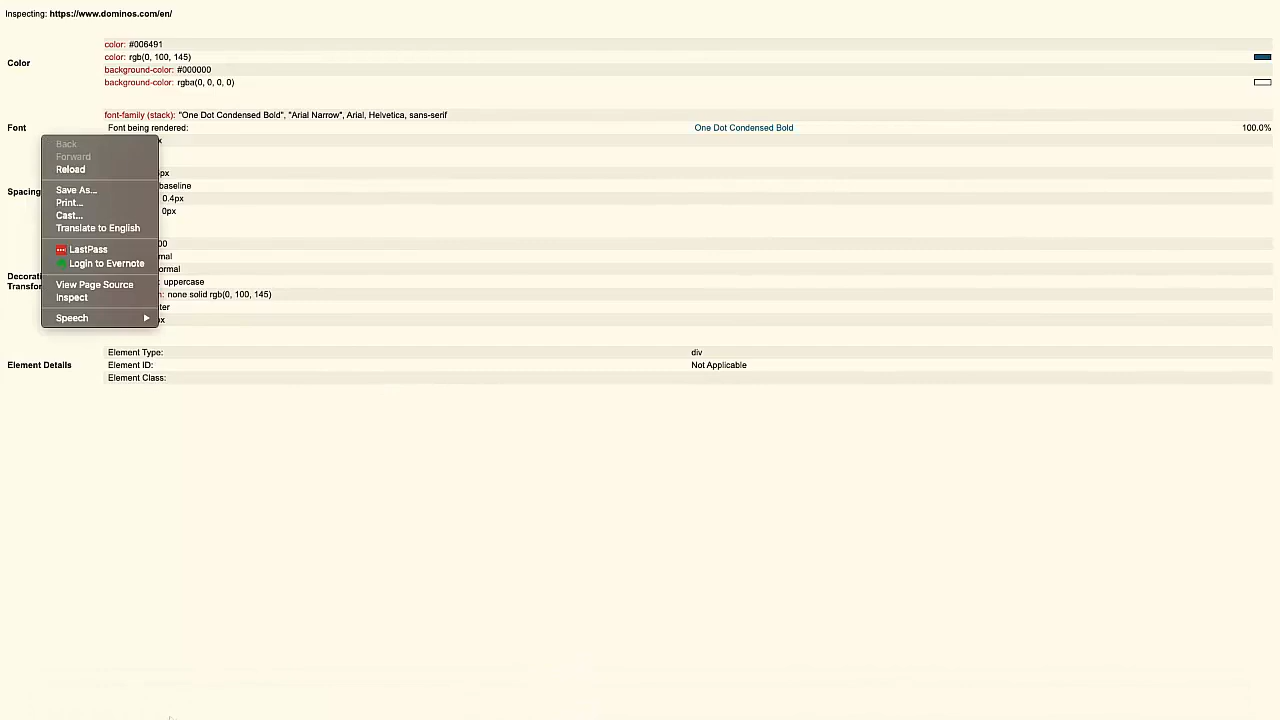 Inspecting: https://www.dominos.com/en/
Color
color: #006491
color: rgb(0, 100, 145)
background-color: #000000
background-color: rgba(0, 0, 0, 0)
Font
font-family (stack): "One Dot Condensed Bold", "Arial Narrow", Arial, Helvetica, sans-serif
Font being rendered: One Dot Condensed Bold 100.0%
Back
Forward
Reload
Save As...
Print...
Cast...
Translate to English
LastPass
Login to Evernote
View Page Source
Inspect
Speech
Spacing
px
baseline
0.4px
0px
uppercase
none solid rgb(0, 100, 145)
Element Details
Element Type: div
Element ID: Not Applicable
Element Class: